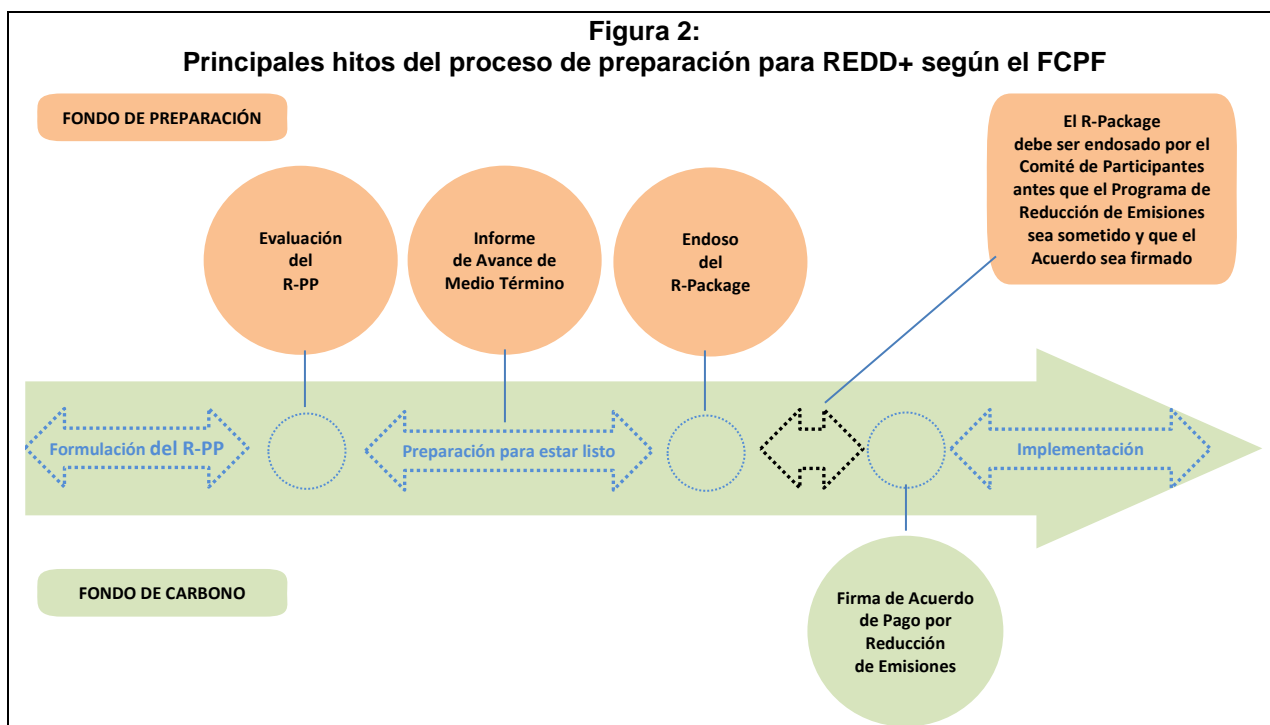 Figura 2:
Principales hitos del proceso de preparación para REDD+ según el FCPF
FONDO DE PREPARACIÓN
El R-Package
debe ser endosado por el
Comité de Participantes
antes que el Programa de
Reducción de Emisiones
sea sometido y que el
Acuerdo sea firmado
Evaluación
del
R-PP
Informe
de Avance de
Medio Término
Endoso
del
R-Package
Formulación del R-PP
Preparación para estar listo
Implementación
FONDO DE CARBONO
Firma de Acuerdo
de Pago por
Reducción
de Emisiones